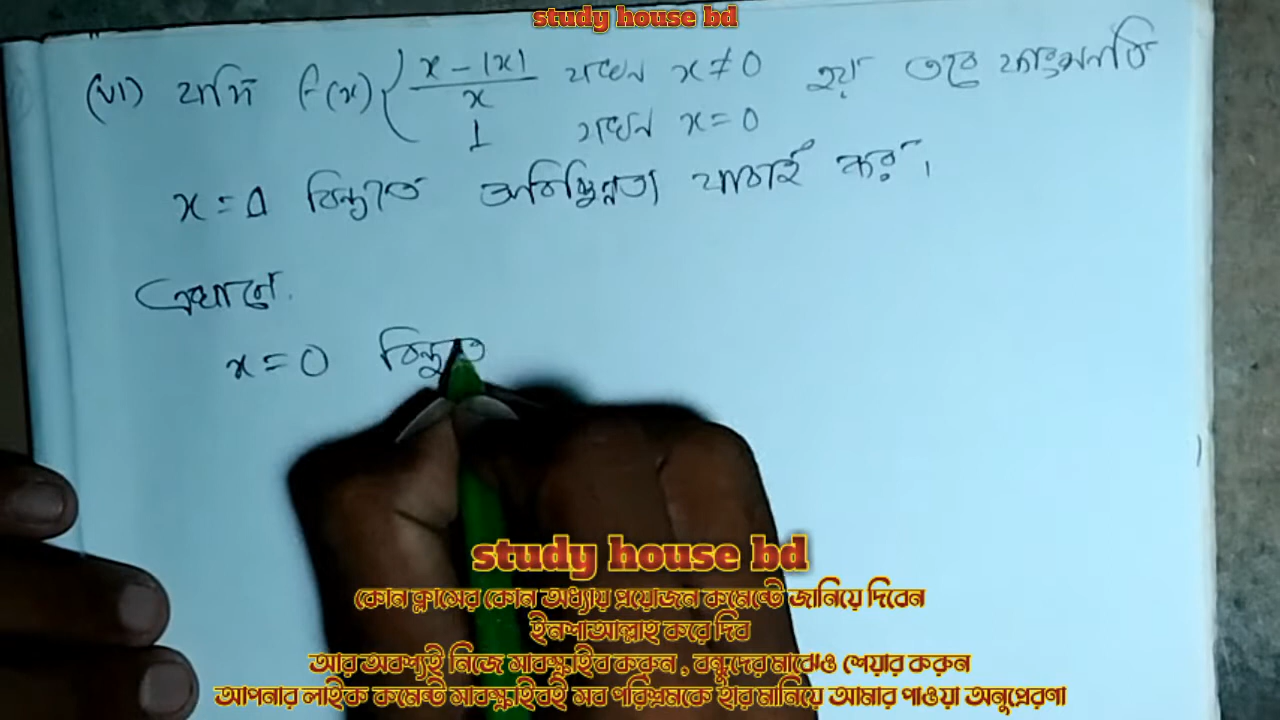 study house bd
(vi) যদি f(x) { x - |x| / x যখন x ≠ 0 হয় তবে ফাংশনটি
1 যখন x = 0
x = 0 বিন্দুতে অবিচ্ছিন্নতা যাচাই কর।
এখানে,
x = 0 বিন্দুত
study house bd
কোন ক্লাসের কোন অধ্যায় প্রয়োজন কমেন্টে জানিয়ে দিবেন
ইনশাআল্লাহ করে দিব
আর অবশ্যই নিজে সাবস্ক্রাইব করুন , বন্ধুদের মাঝেও শেয়ার করুন
আপনার লাইক কমেন্ট সাবস্ক্রাইবই সব পরিশ্রমকে হার মানিয়ে আমার পাওয়া অনুপ্রেরণা